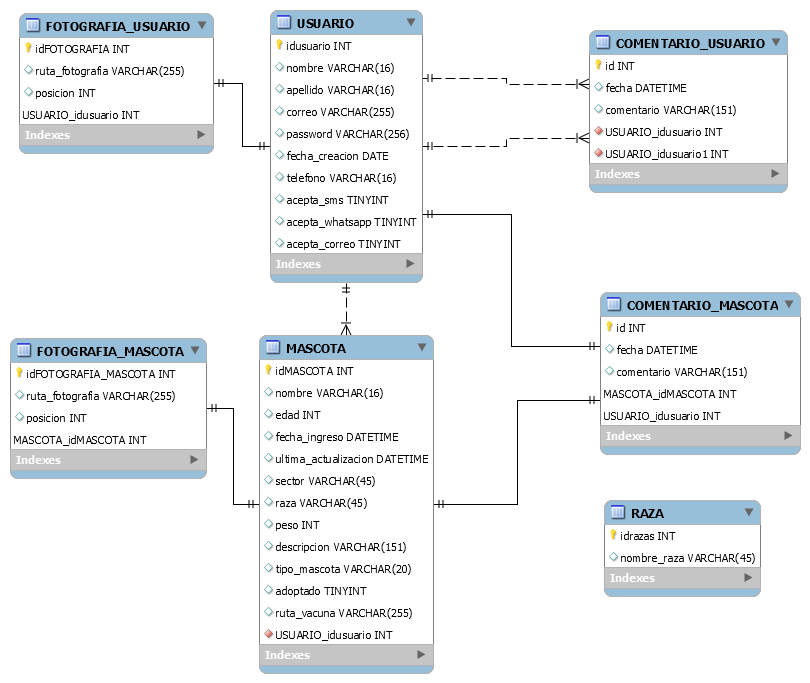 FOTOGRAFIA_USUARIO
idFOTOGRAFIA INT
ruta_fotografia VARCHAR(255)
posicion INT
USUARIO_idusuario INT
Indexes
USUARIO
idusuario INT
nombre VARCHAR(16)
apellido VARCHAR(16)
correo VARCHAR(255)
password VARCHAR(256)
fecha_creacion DATE
telefono VARCHAR(16)
acepta_sms TINYINT
acepta_whatsapp TINYINT
acepta_correo TINYINT
Indexes
COMENTARIO_USUARIO
id INT
fecha DATETIME
comentario VARCHAR(151)
USUARIO_idusuario INT
USUARIO_idusuario1 INT
Indexes
FOTOGRAFIA_MASCOTA
idFOTOGRAFIA_MASCOTA INT
ruta_fotografia VARCHAR(255)
posicion INT
MASCOTA_idMASCOTA INT
Indexes
MASCOTA
idMASCOTA INT
nombre VARCHAR(16)
edad INT
fecha_ingreso DATETIME
ultima_actualizacion DATETIME
sector VARCHAR(45)
raza VARCHAR(45)
peso INT
descripcion VARCHAR(151)
tipo_mascota VARCHAR(20)
adoptado TINYINT
ruta_vacuna VARCHAR(255)
USUARIO_idusuario INT
Indexes
COMENTARIO_MASCOTA
id INT
fecha DATETIME
comentario VARCHAR(151)
MASCOTA_idMASCOTA INT
USUARIO_idusuario INT
Indexes
RAZA
idrazas INT
nombre_raza VARCHAR(45)
Indexes